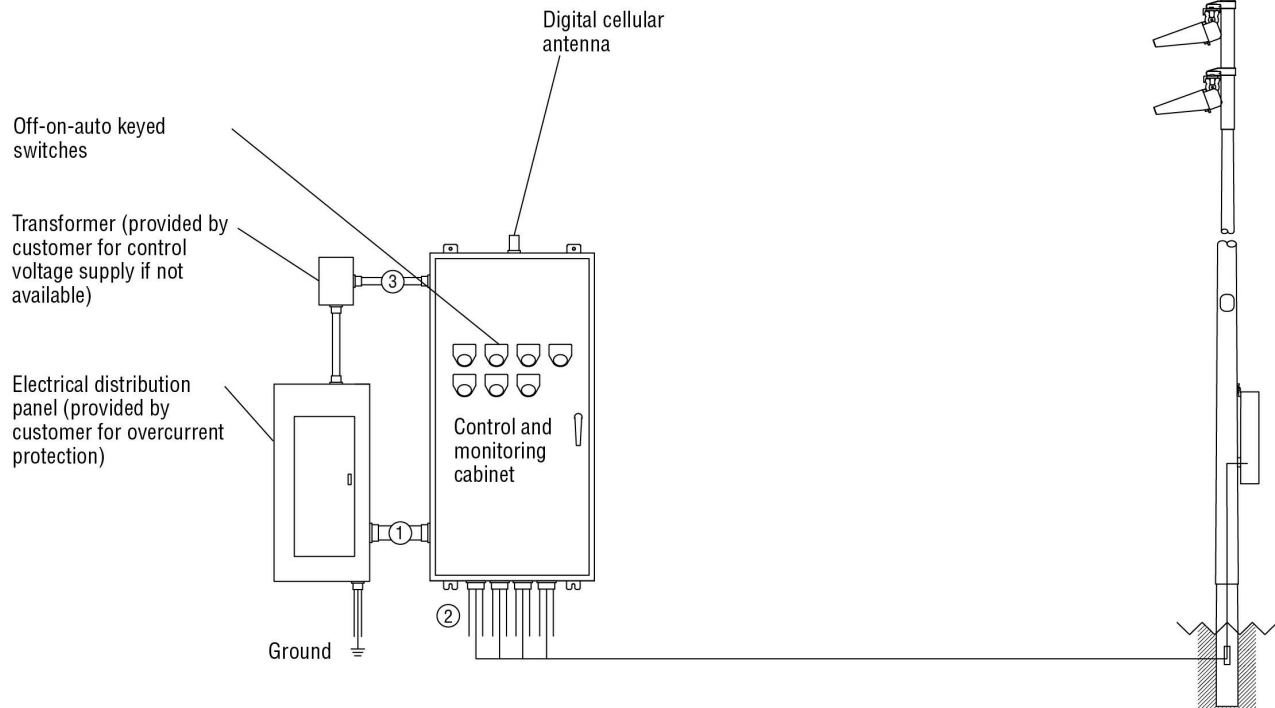 Digital cellular
antenna
Off-on-auto keyed
switches
Transformer (provided by
customer for control
voltage supply if not
available)
3
Electrical distribution
panel (provided by
customer for overcurrent
protection)
Control and
monitoring
cabinet
1
2
Ground